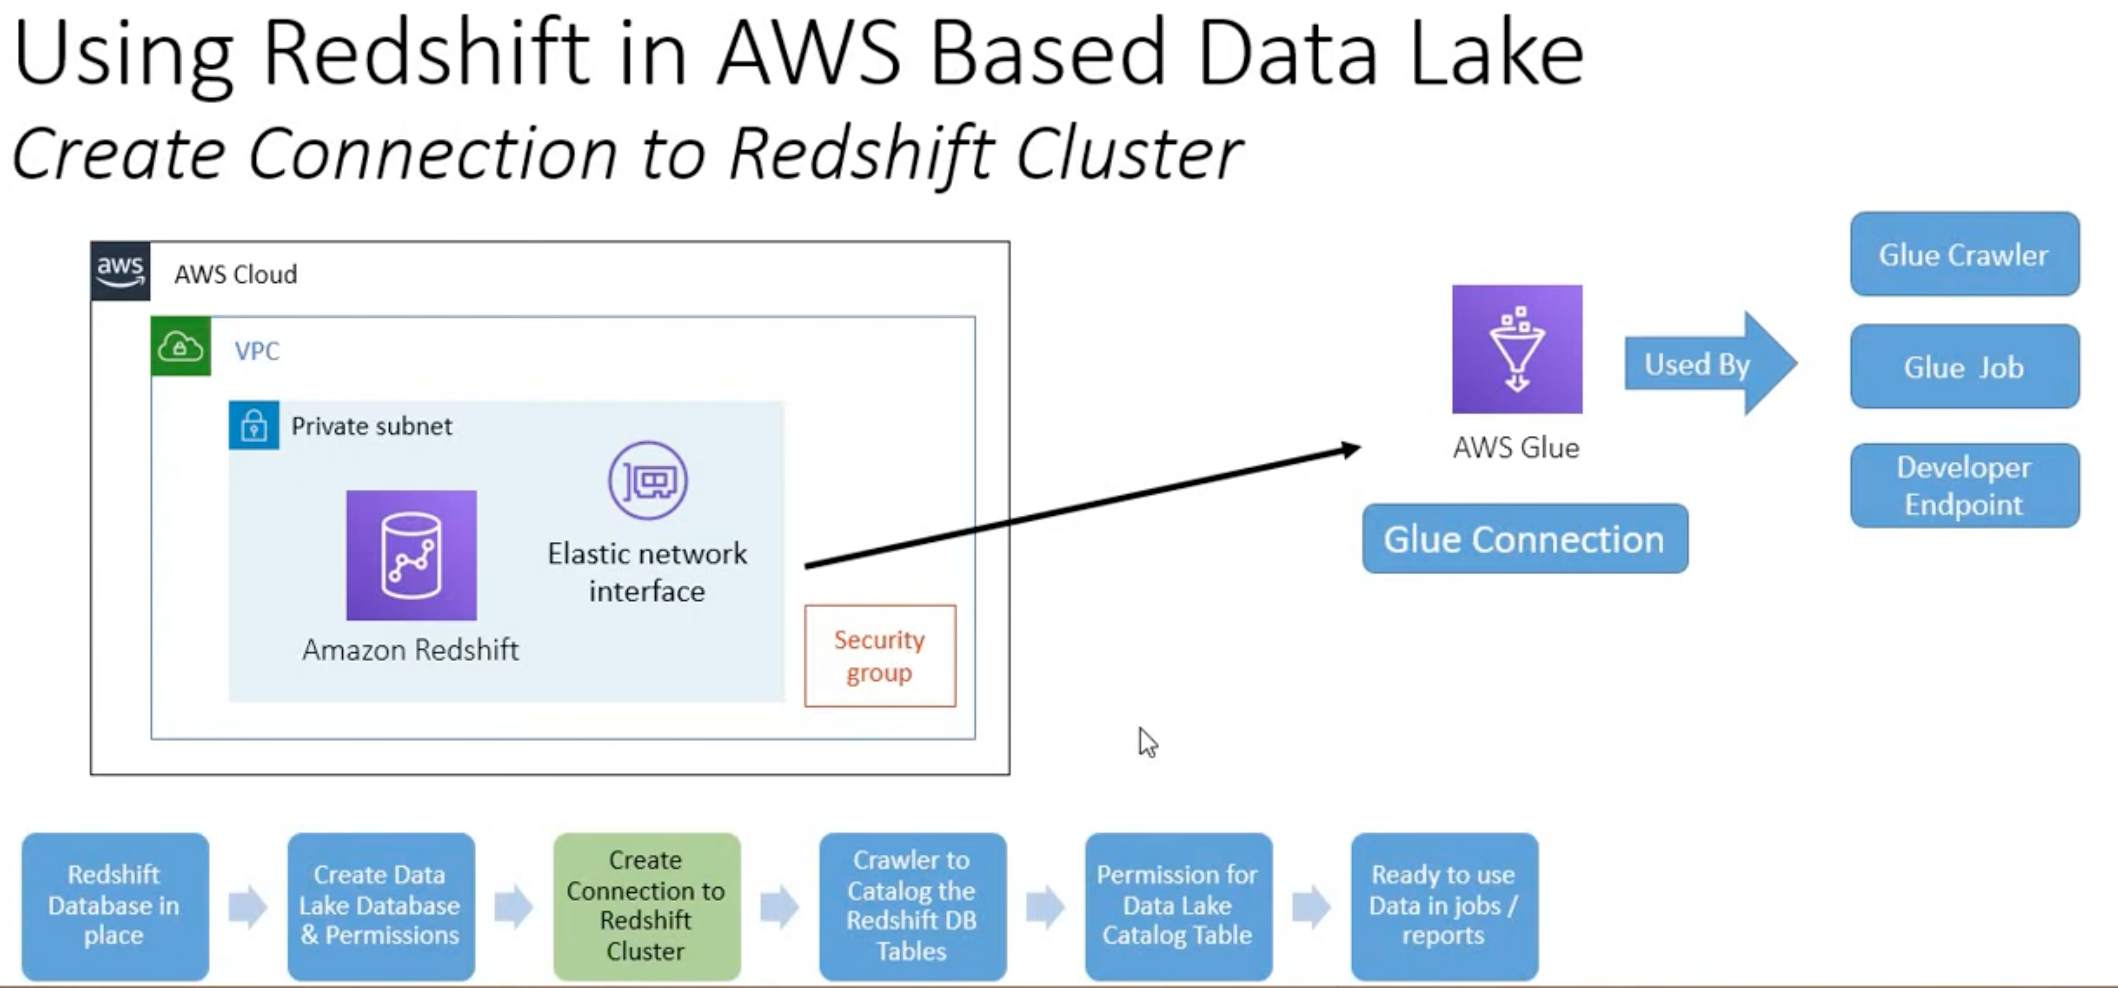 Using Redshift in AWS Based Data Lake
Create Connection to Redshift Cluster
aws
AWS Cloud
VPC
Private subnet
Elastic network
interface
Amazon Redshift
Security
group
AWS Glue
Glue Connection
Used By
Glue Crawler
Glue Job
Developer
Endpoint
Redshift
Database in
place
Create Data
Lake Database
& Permissions
Create
Connection to
Redshift
Cluster
Crawler to
Catalog the
Redshift DB
Tables
Permission for
Data Lake
Catalog Table
Ready to use
Data in jobs /
reports